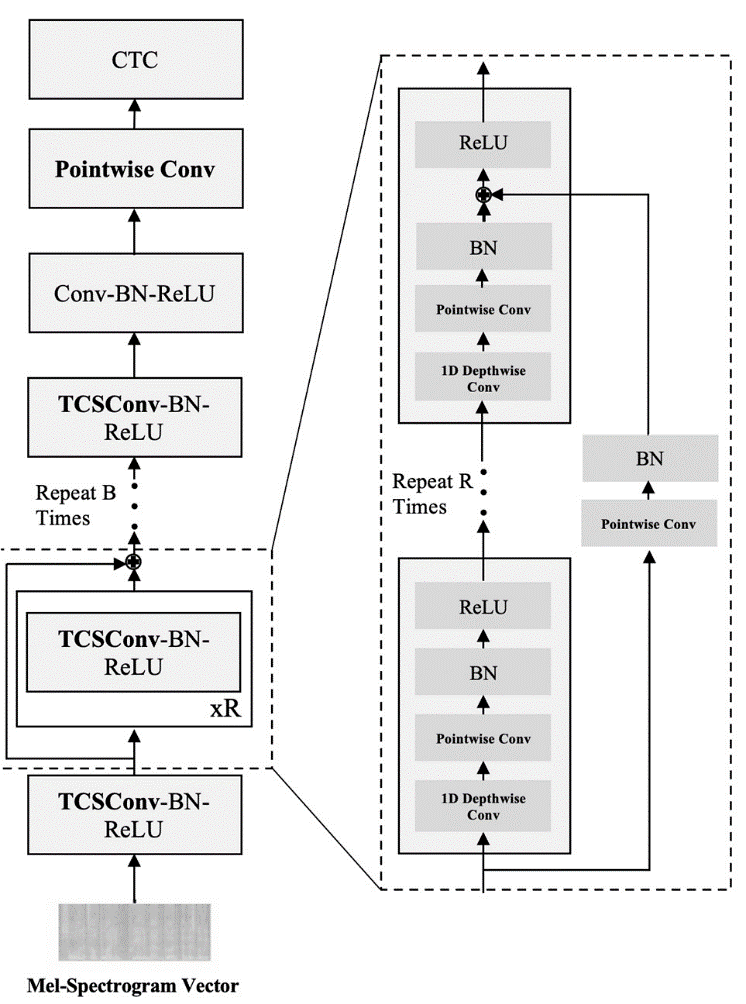 CTC
Pointwise Conv
Conv-BN-ReLU
TCSConv-BN-
ReLU
Repeat B
Times
TCSConv-BN-
ReLU
xR
TCSConv-BN-
ReLU
Mel-Spectrogram Vector
ReLU
BN
Pointwise Conv
1D Depthwise
Conv
Repeat R
Times
BN
Pointwise Conv
ReLU
BN
Pointwise Conv
1D Depthwise
Conv